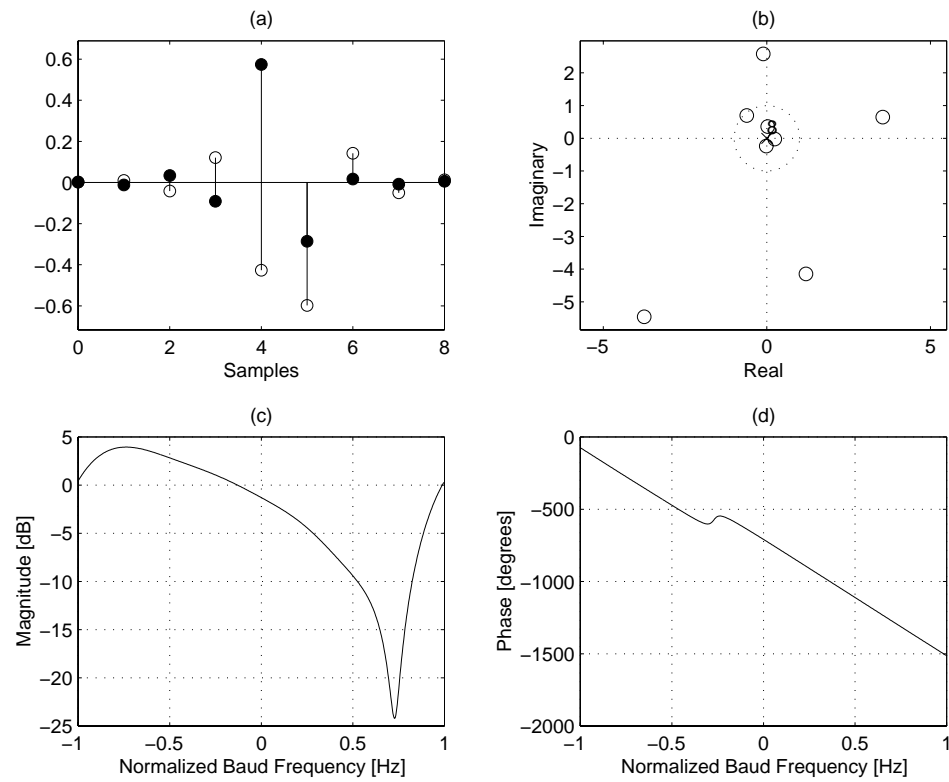 (a)
0.6
0.4
0.2
0
−0.2
−0.4
−0.6
0 2 4 6 8
Samples
(b)
2
1
0
−1
−2
−3
−4
−5
−5 0 5
Real
Imaginary
8
(c)
5
0
−5
−10
−15
−20
−25
−1 −0.5 0 0.5 1
Normalized Baud Frequency [Hz]
Magnitude [dB]
(d)
0
−500
−1000
−1500
−2000
−1 −0.5 0 0.5 1
Normalized Baud Frequency [Hz]
Phase [degrees]